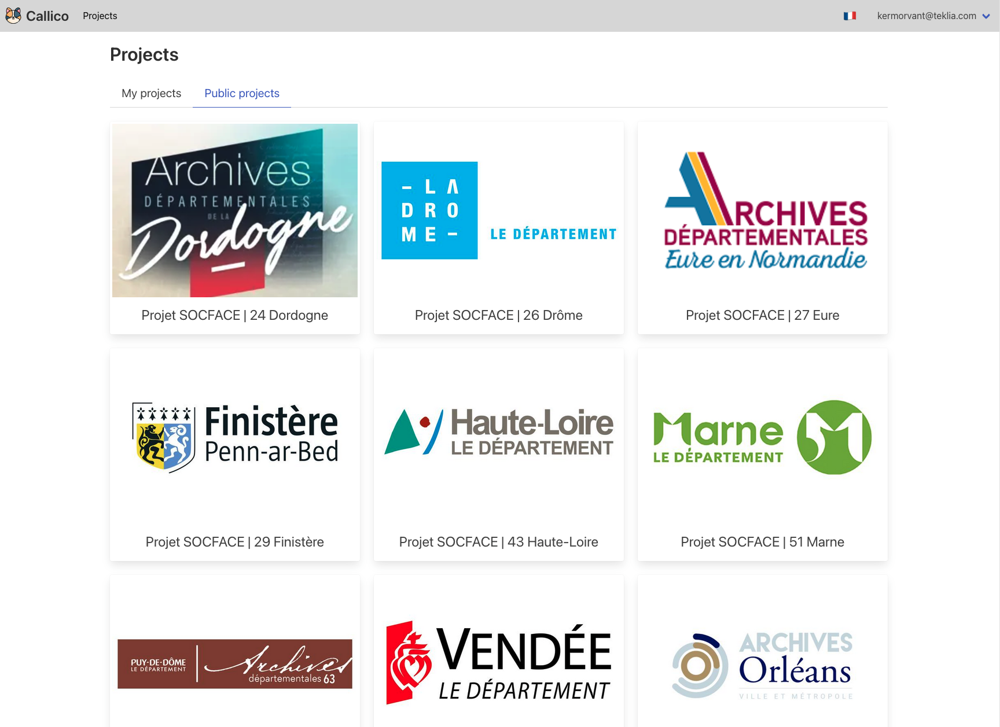 Callico
Projects
kermorvant@teklia.com
Projects
My projects
Public projects
Archives
DÉPARTEMENTALES
DE LA
Dordogne
Projet SOCFACE | 24 Dordogne
– L A
D R O
M E –
LE DÉPARTEMENT
Projet SOCFACE | 26 Drôme
ARCHIVES
DÉPARTEMENTALES
Eure en Normandie
Projet SOCFACE | 27 Eure
Finistère
Penn-ar-Bed
Projet SOCFACE | 29 Finistère
Haute-Loire
LE DÉPARTEMENT
Projet SOCFACE | 43 Haute-Loire
Marne
LE DÉPARTEMENT
M
Projet SOCFACE | 51 Marne
PUY-DE-DÔME
LE DÉPARTEMENT
Archives
départementales 63
VENDÉE
LE DÉPARTEMENT
ARCHIVES
Orléans
VILLE ET MÉTROPOLE